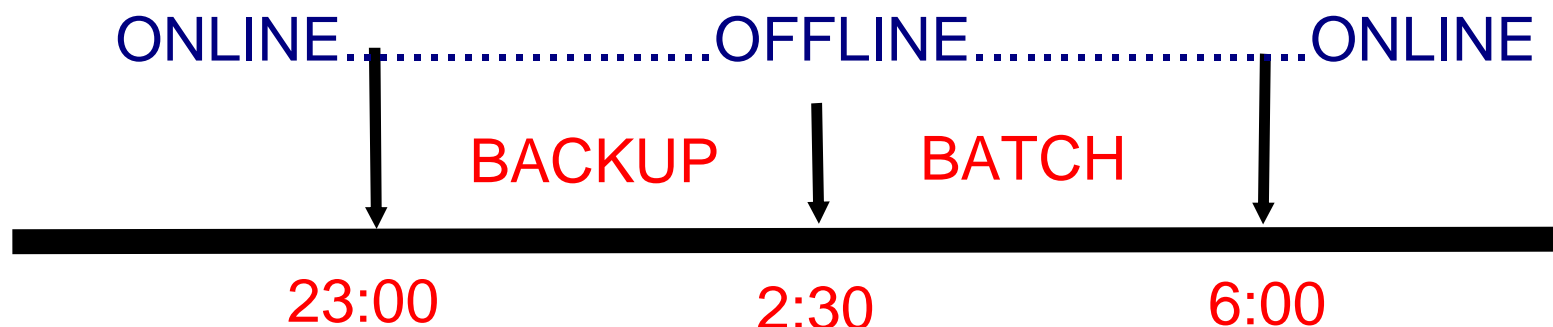 ONLINE......................OFFLINE....................ONLINE
BACKUP BATCH
23:00 2:30 6:00